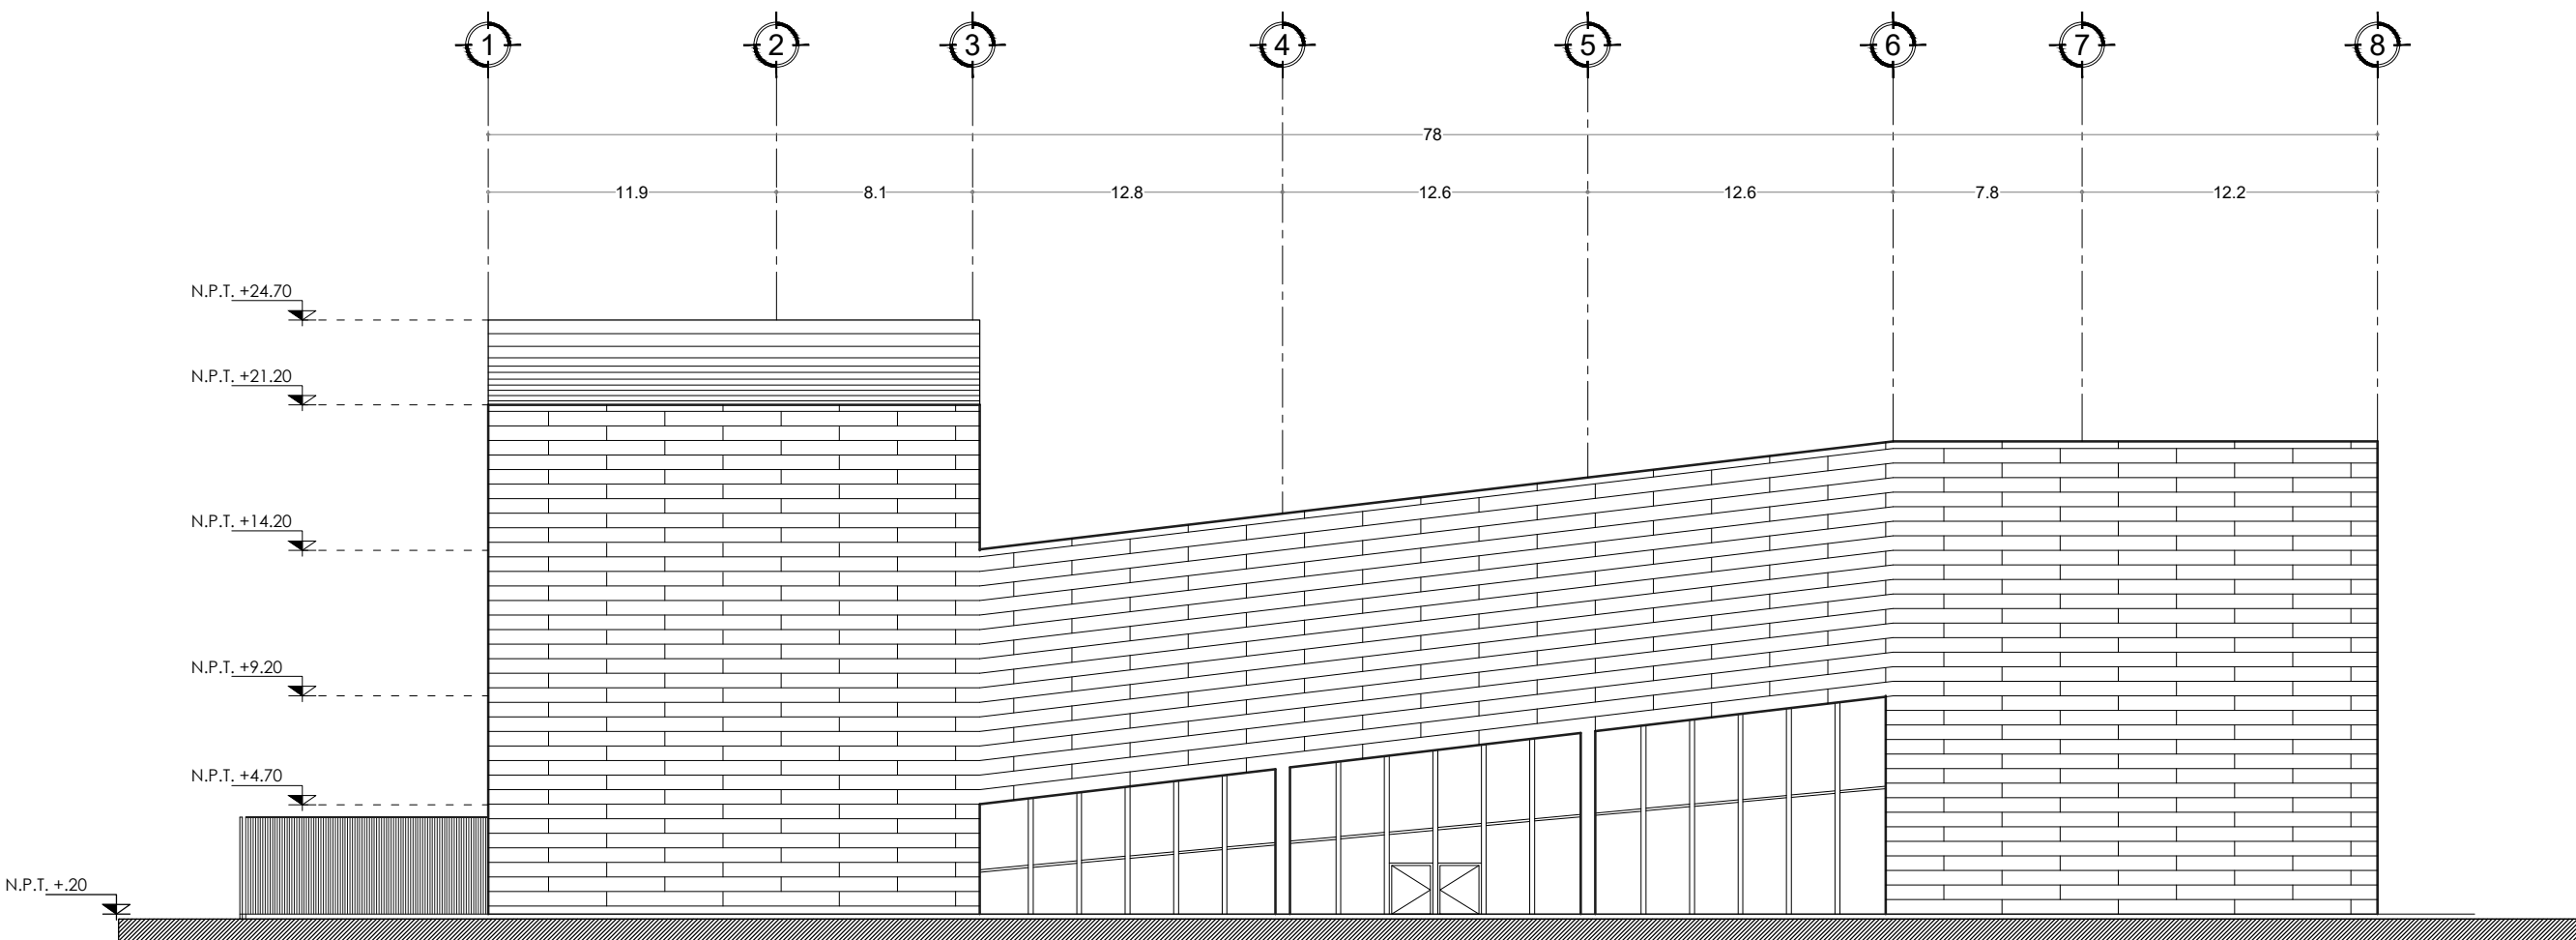 1 2 3 4 5 6 7 8
78
11.9 8.1 12.8 12.6 12.6 7.8 12.2
N.P.T. +24.70
N.P.T. +21.20
N.P.T. +14.20
N.P.T. +9.20
N.P.T. +4.70
N.P.T. +.20